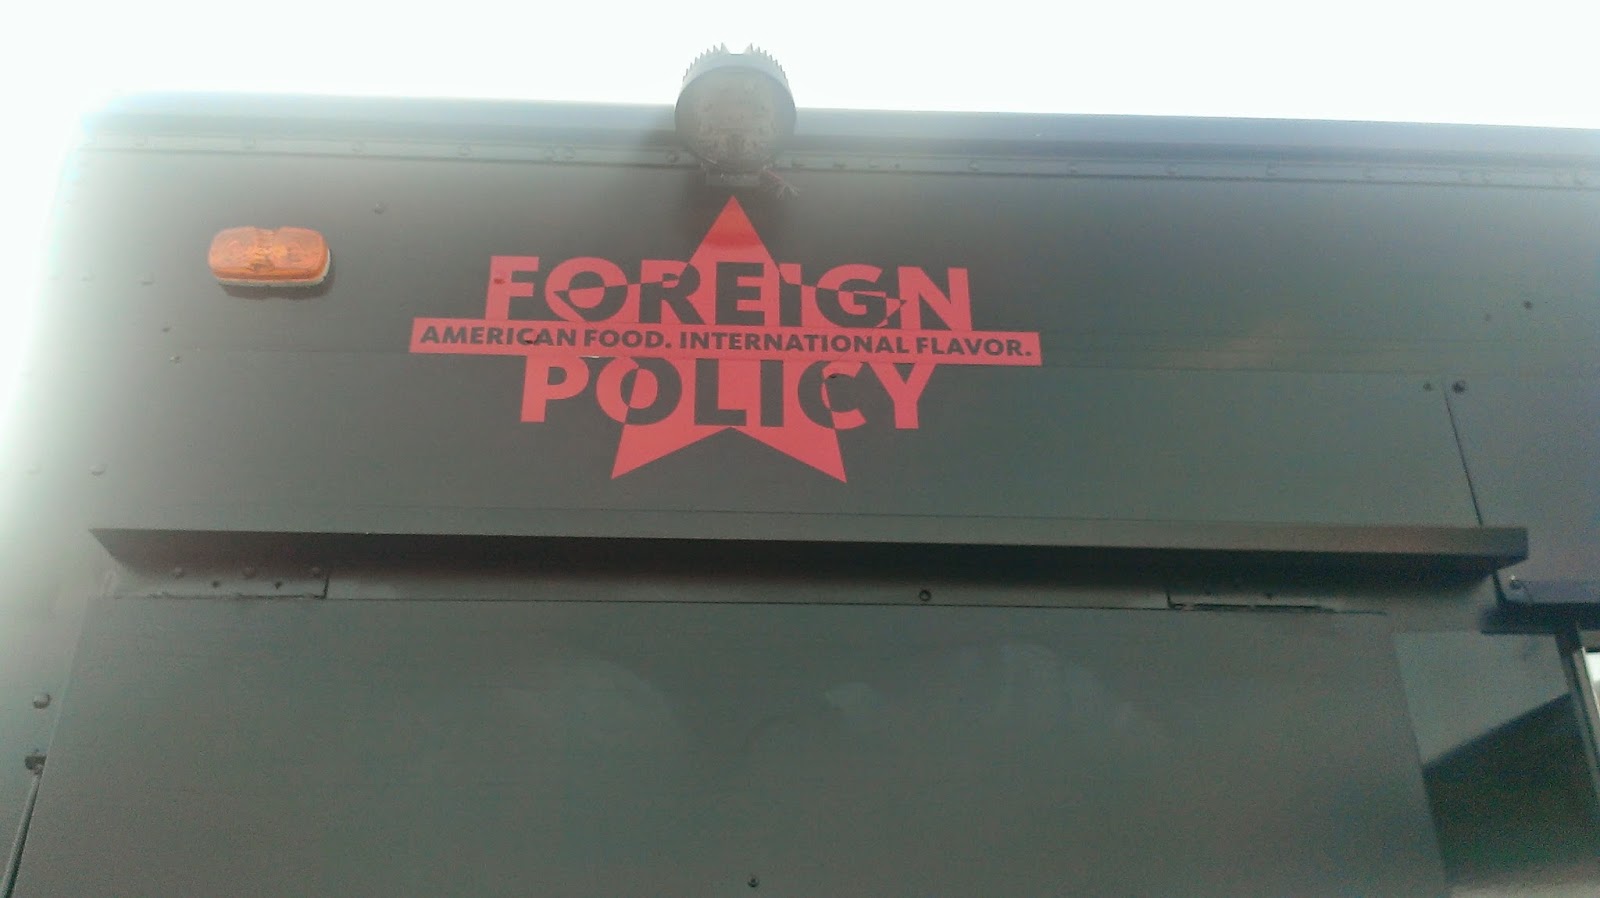 FOREIGN
AMERICAN FOOD. INTERNATIONAL FLAVOR.
POLICY